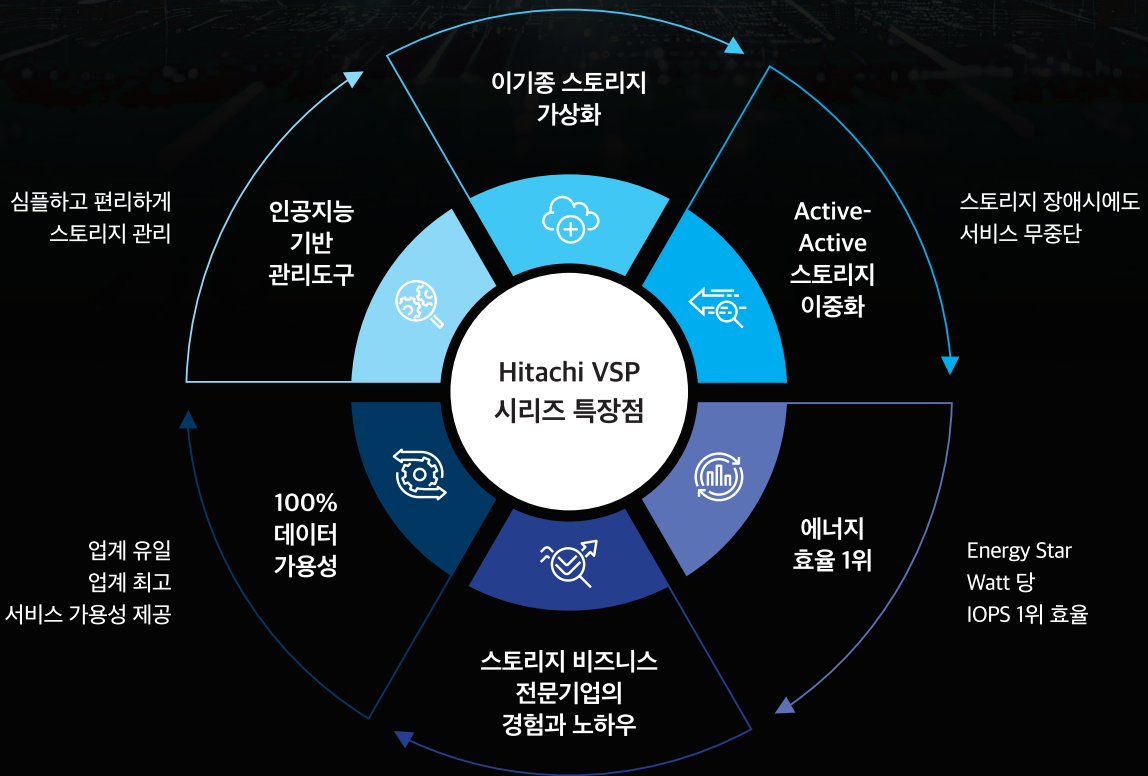 이기종 스토리지
가상화
심플하고 편리하게
스토리지 관리
인공지능
기반
관리도구
Active-
Active
스토리지
이중화
스토리지 장애시에도
서비스 무중단
Hitachi VSP
시리즈 특장점
업계 유일
업계 최고
서비스 가용성 제공
100%
데이터
가용성
에너지
효율 1위
Energy Star
Watt 당
IOPS 1위 효율
스토리지 비즈니스
전문기업의
경험과 노하우